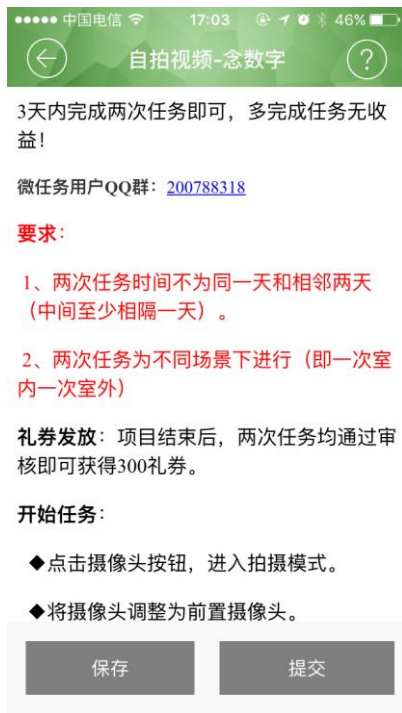 中国电信 17:03 46%
自拍视频-念数字 ?
3天内完成两次任务即可，多完成任务无收
益！
微任务用户QQ群：200788318
要求：
1、两次任务时间不为同一天和相邻两天
（中间至少相隔一天）。
2、两次任务为不同场景下进行（即一次室
内一次室外）
礼券发放：项目结束后，两次任务均通过审
核即可获得300礼券。
开始任务：
◆点击摄像头按钮，进入拍摄模式。
◆将摄像头调整为前置摄像头。
保存 提交